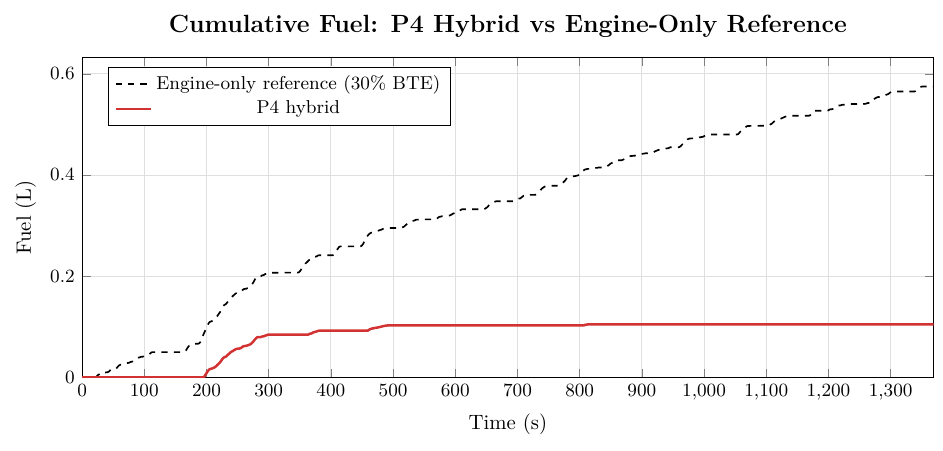 Cumulative Fuel: P4 Hybrid vs Engine-Only Reference
Engine-only reference (30% BTE)
P4 hybrid
Fuel (L)
0.6
0.4
0.2
0
0 100 200 300 400 500 600 700 800 900 1,000 1,100 1,200 1,300
Time (s)